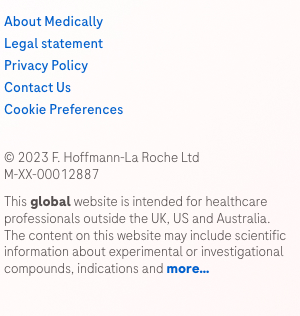 About Medically
Legal statement
Privacy Policy
Contact Us
Cookie Preferences
© 2023 F. Hoffmann-La Roche Ltd
M-XX-00012887
This global website is intended for healthcare
professionals outside the UK, US and Australia.
The content on this website may include scientific
information about experimental or investigational
compounds, indications and more...